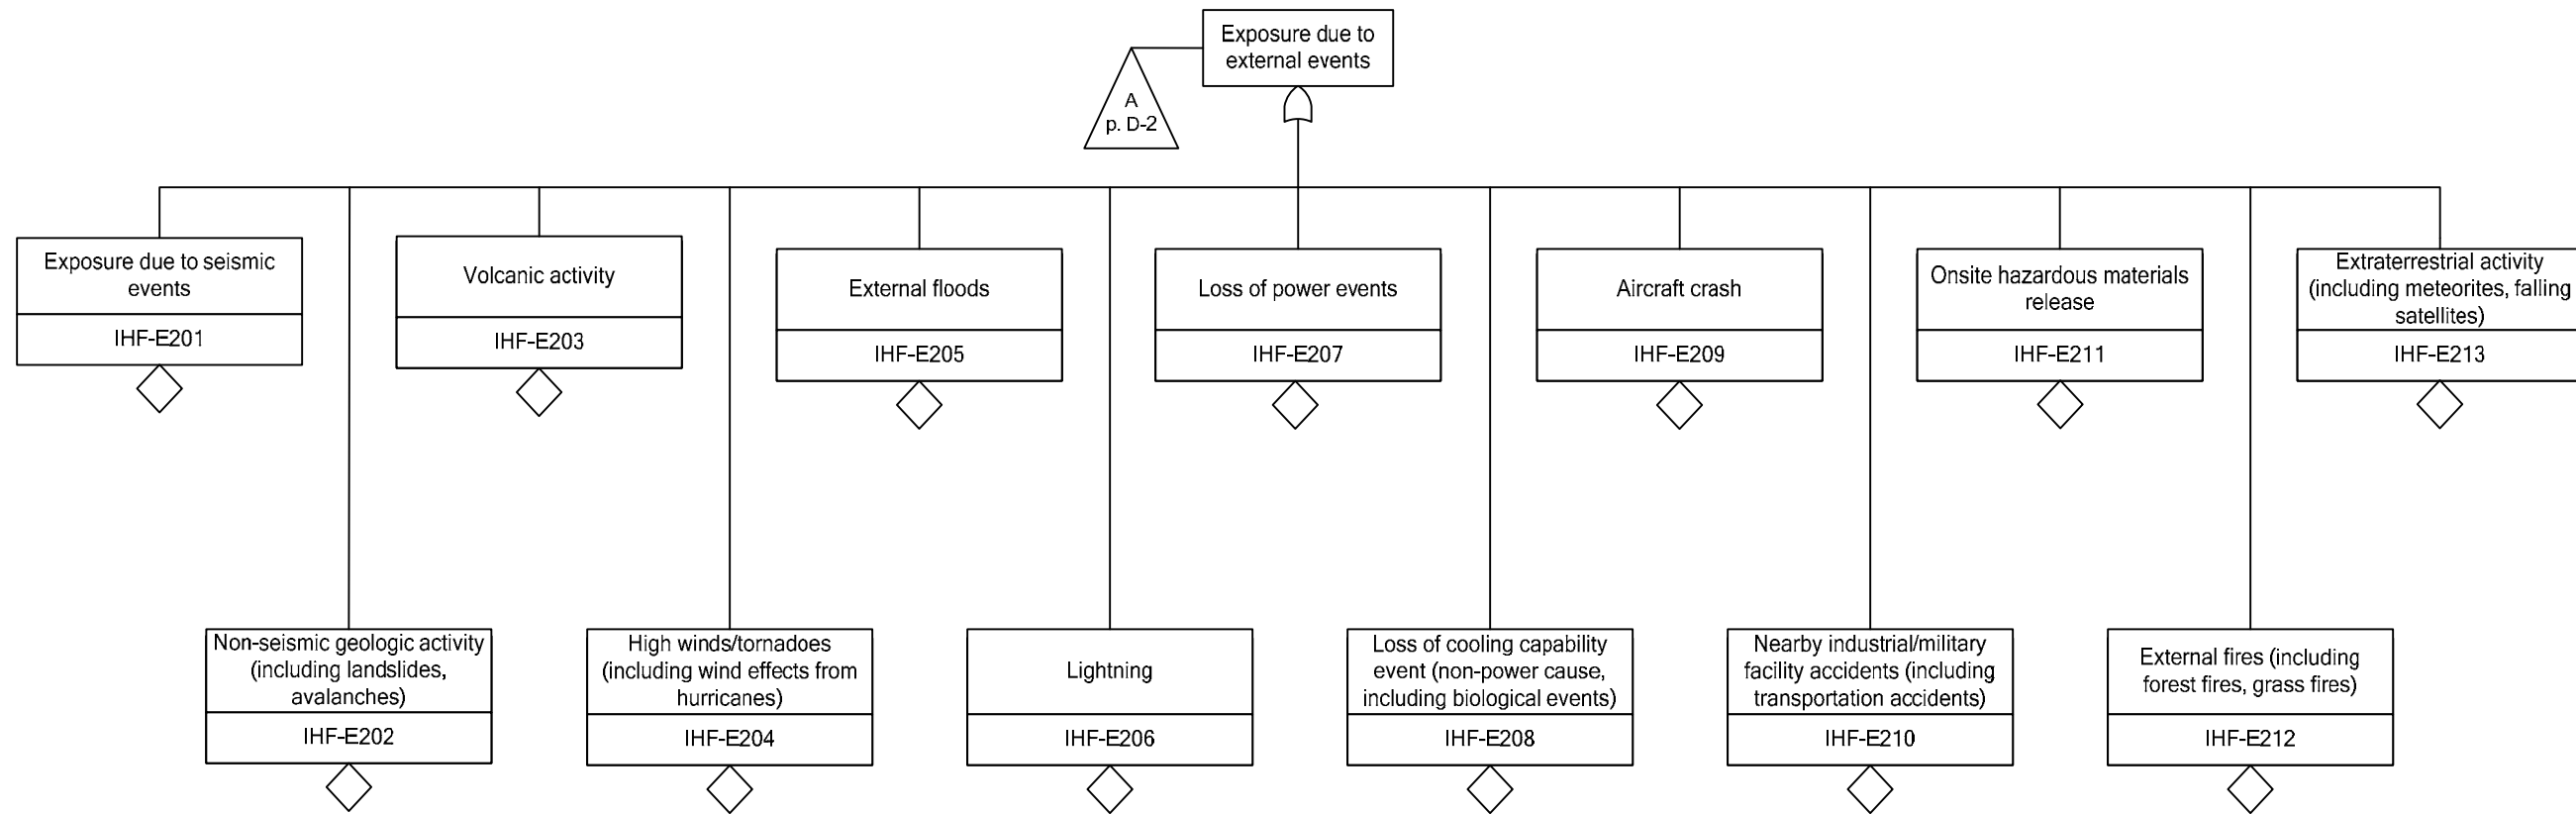 Exposure due to
external events
A
p. D-2
Exposure due to seismic
events
IHF-E201
Volcanic activity
IHF-E203
External floods
IHF-E205
Loss of power events
IHF-E207
Aircraft crash
IHF-E209
Onsite hazardous materials
release
IHF-E211
Extraterrestrial activity
(including meteorites, falling
satellites)
IHF-E213
Non-seismic geologic activity
(including landslides,
avalanches)
IHF-E202
High winds/tornadoes
(including wind effects from
hurricanes)
IHF-E204
Lightning
IHF-E206
Loss of cooling capability
event (non-power cause,
including biological events)
IHF-E208
Nearby industrial/military
facility accidents (including
transportation accidents)
IHF-E210
External fires (including
forest fires, grass fires)
IHF-E212